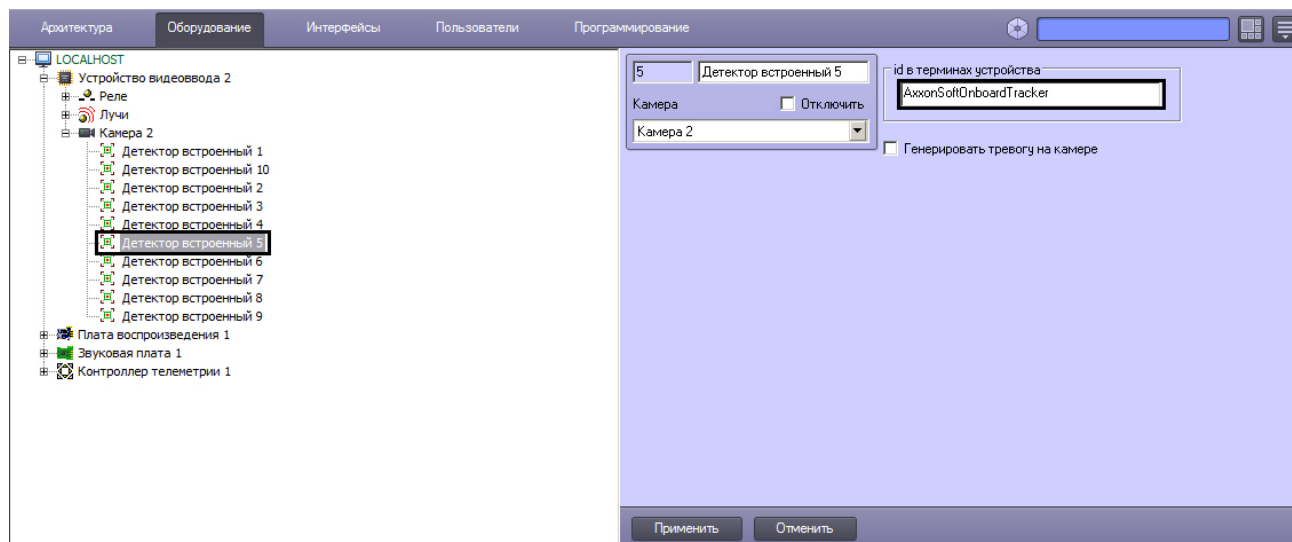 Архитектура Оборудование Интерфейсы Пользователи Программирование
LOCALHOST
Устройство видеоввода 2
Реле
Лучи
Камера 2
Детектор встроенный 1
Детектор встроенный 10
Детектор встроенный 2
Детектор встроенный 3
Детектор встроенный 4
Детектор встроенный 5
Детектор встроенный 6
Детектор встроенный 7
Детектор встроенный 8
Детектор встроенный 9
Плата воспроизведения 1
Звуковая плата 1
Контроллер телеметрии 1
5 Детектор встроенный 5
Камера Отключить
Камера 2
id в терминах устройства
AxxonSoftOnboardTracker
Генерировать тревогу на камере
Применить Отменить